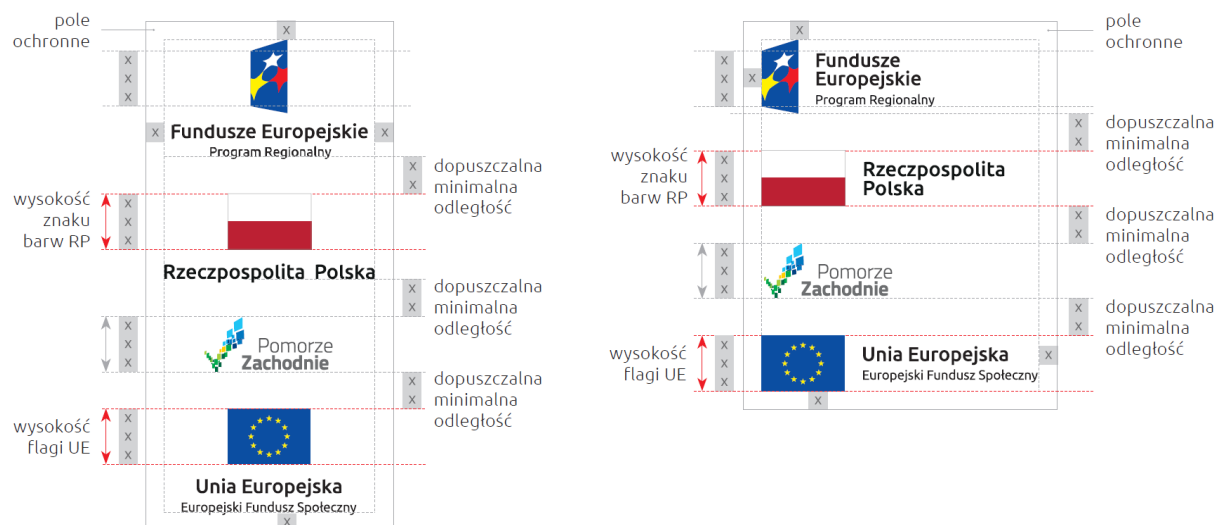 pole
ochronne
x
x
x
x
x
x
Fundusze Europejskie
Program Regionalny
x
x
dopuszczalna
minimalna
odległość
wysokość
znaku
barw RP
x
x
x
Rzeczpospolita Polska
x
x
dopuszczalna
minimalna
odległość
x
x
x
Pomorze
Zachodnie
x
x
dopuszczalna
minimalna
odległość
wysokość
flagi UE
x
x
x
Unia Europejska
Europejski Fundusz Społeczny
x
pole
ochronne
x
x
x
x
x
Fundusze
Europejskie
Program Regionalny
x
x
dopuszczalna
minimalna
odległość
wysokość
znaku
barw RP
x
x
x
Rzeczpospolita
Polska
x
x
dopuszczalna
minimalna
odległość
x
x
x
Pomorze
Zachodnie
x
x
dopuszczalna
minimalna
odległość
wysokość
flagi UE
x
x
x
Unia Europejska
Europejski Fundusz Społeczny
x
x